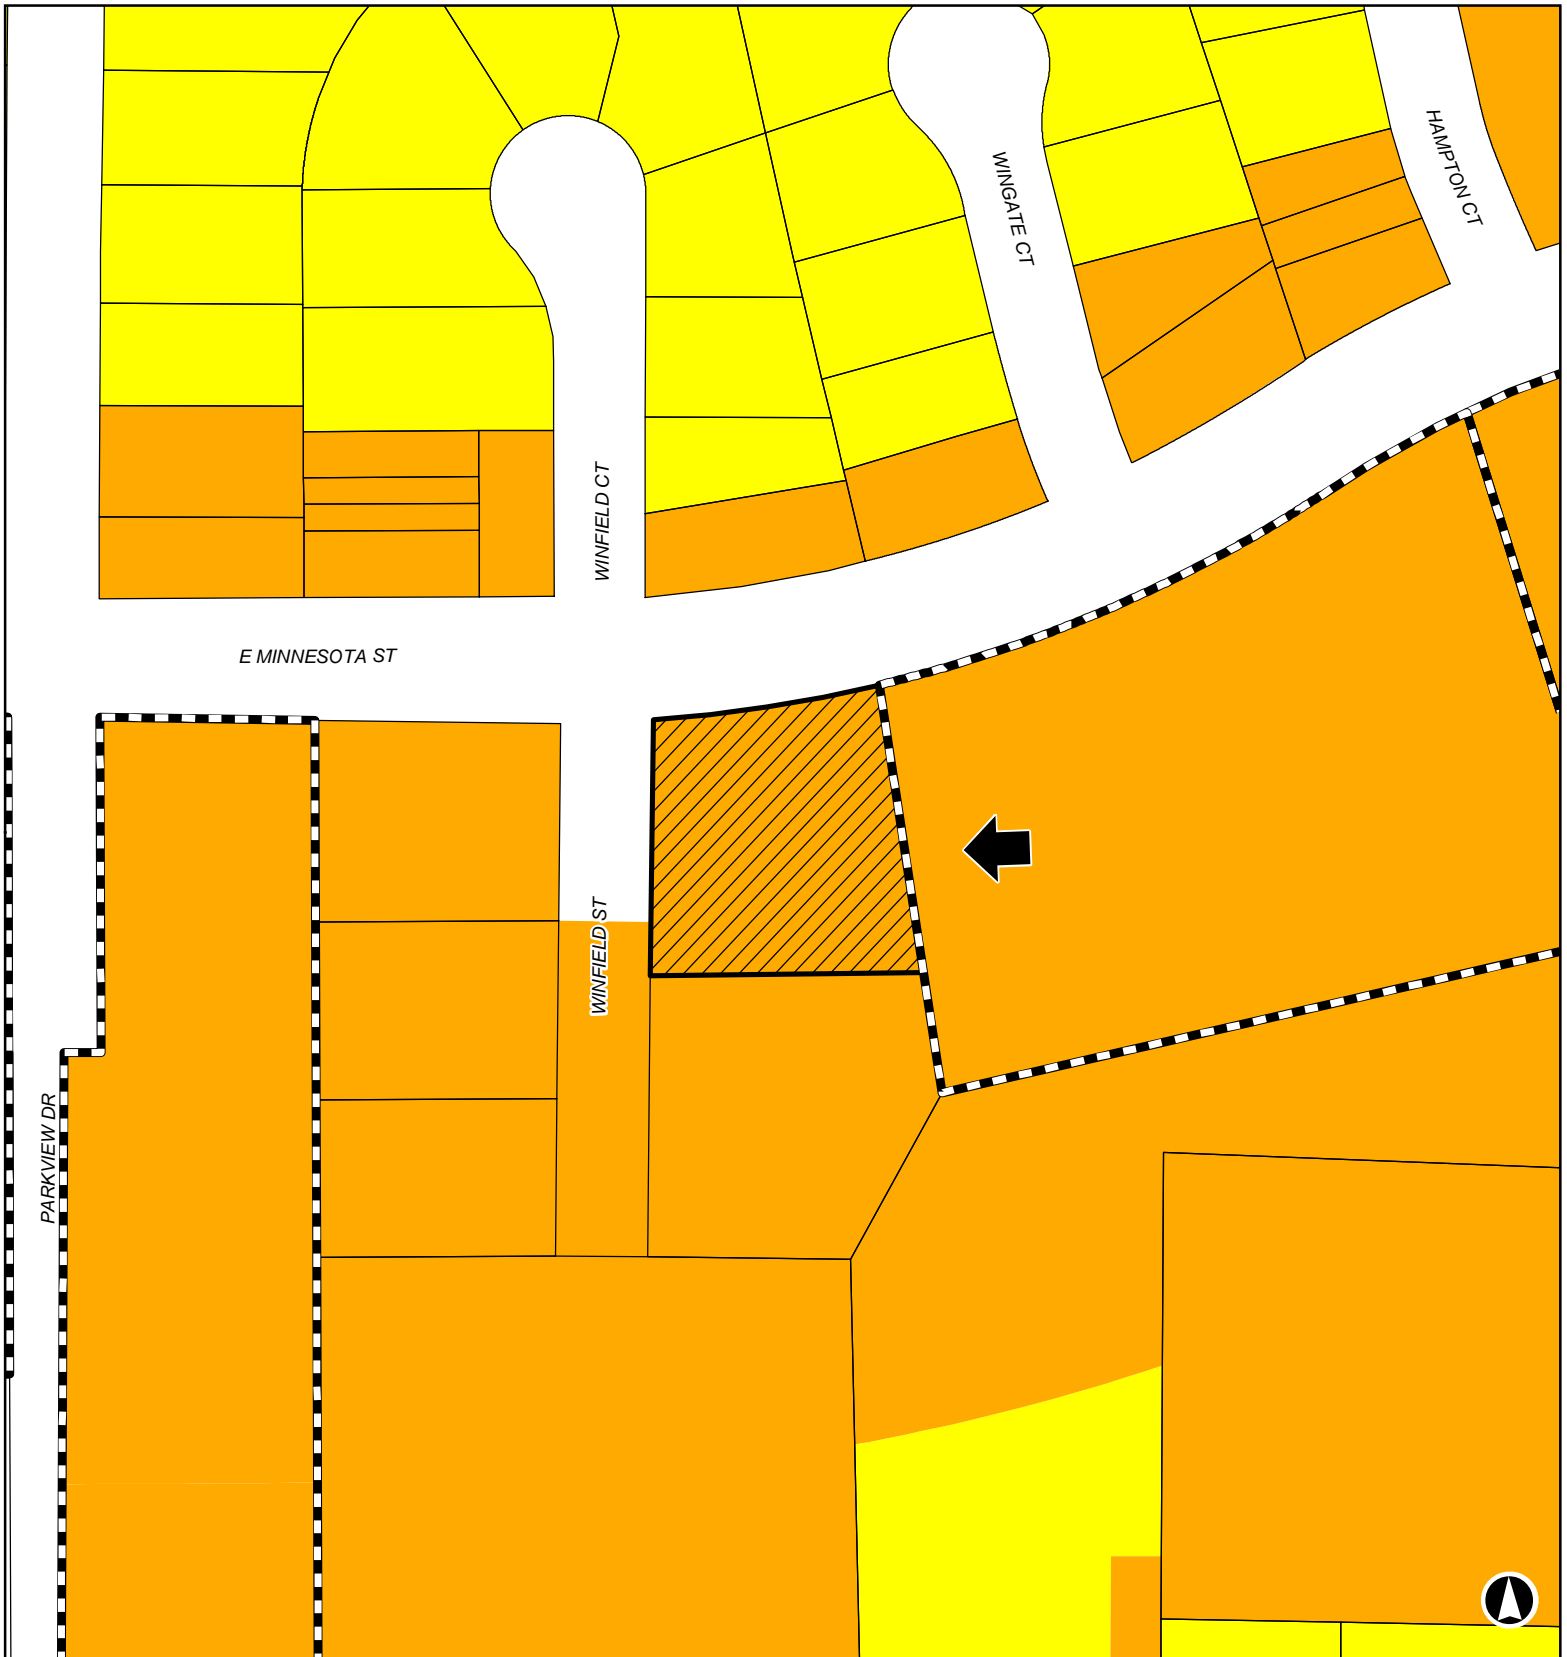 HAMPTON CT
WINGATE CT
WINFIELD CT
E MINNESOTA ST
WINFIELD ST
PARKVIEW DR